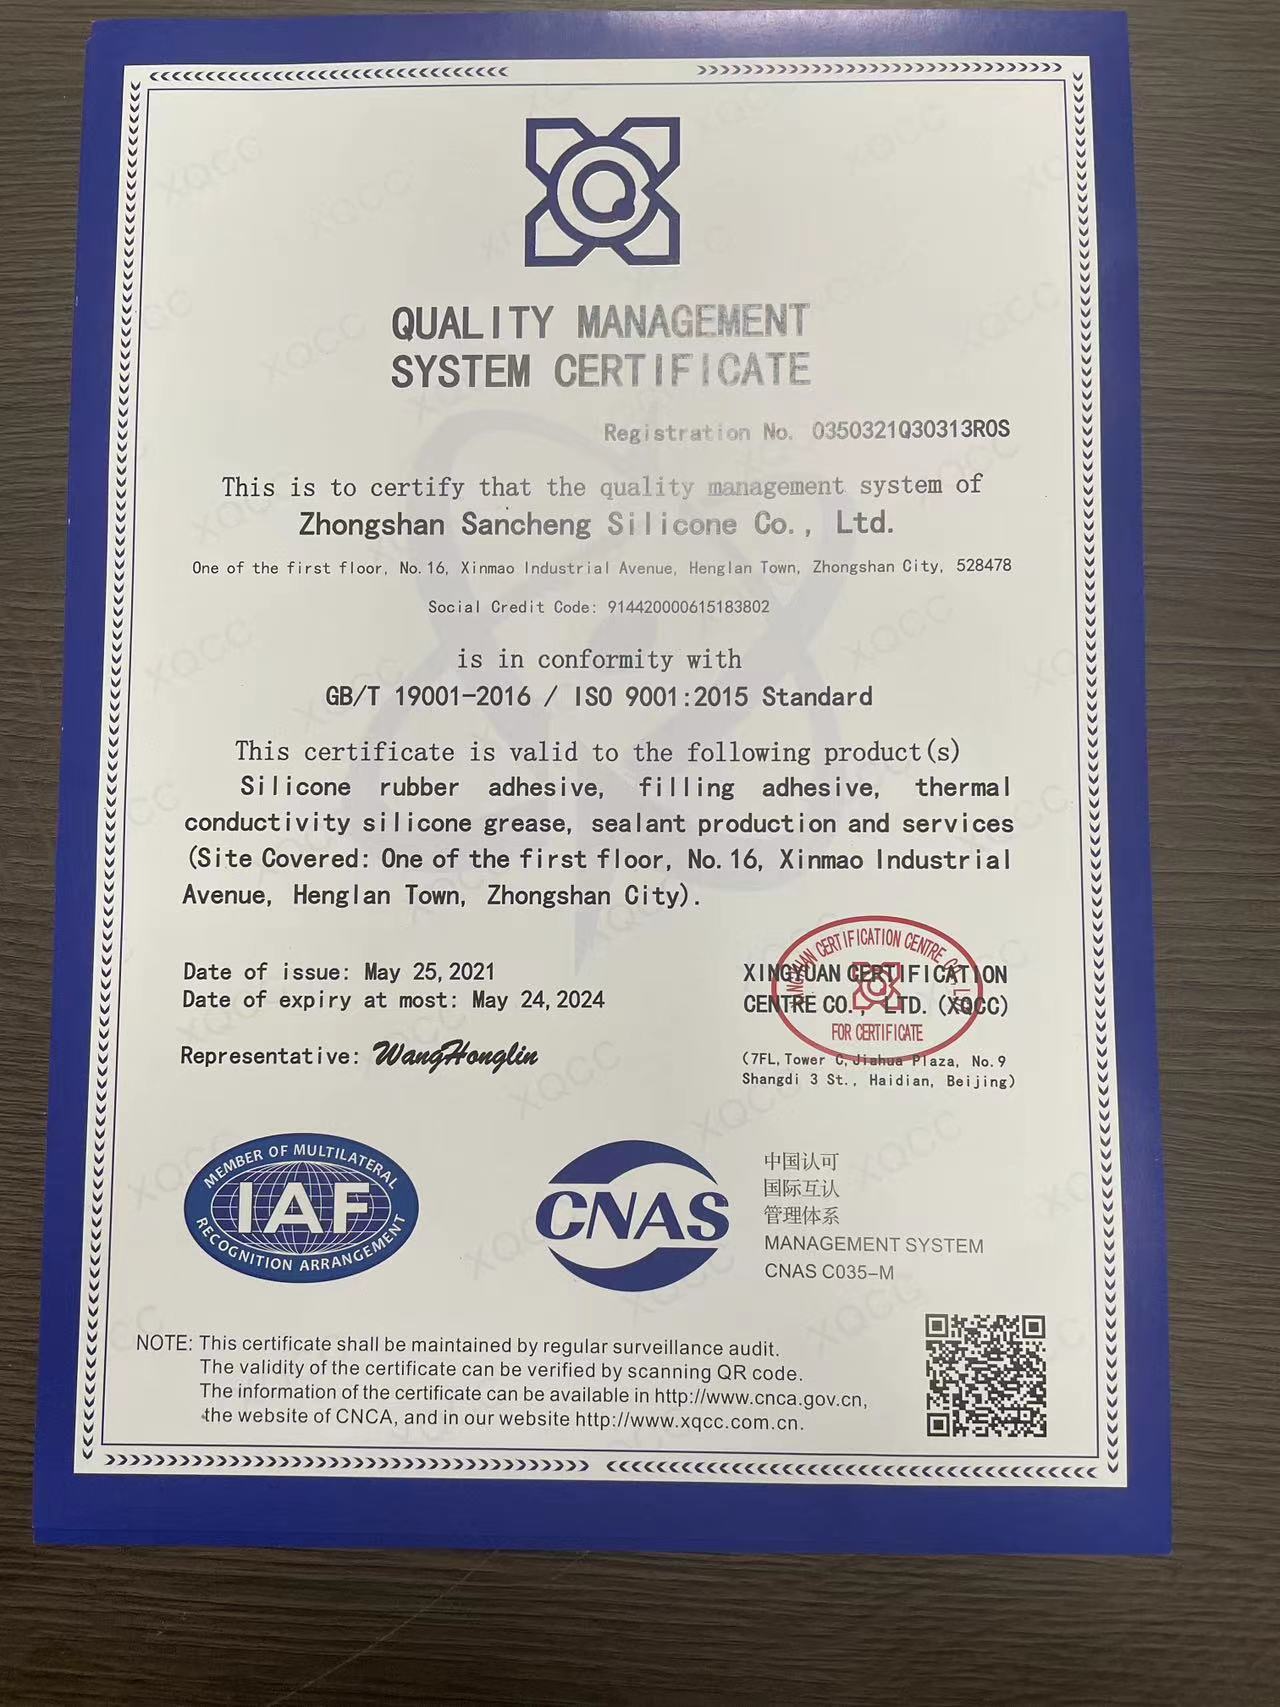 QUALITY MANAGEMENT
SYSTEM CERTIFICATE
Registration No. 0350321Q30313R0S
This is to certify that the quality management system of
Zhongshan Sancheng Silicone Co., Ltd.
One of the first floor, No.16, Xinmao Industrial Avenue, Henglan Town, Zhongshan City, 528478
Social Credit Code: 914420000615183802
is in conformity with
GB/T 19001-2016 / ISO 9001:2015 Standard
This certificate is valid to the following product(s)
Silicone rubber adhesive, filling adhesive, thermal
conductivity silicone grease, sealant production and services
(Site Covered: One of the first floor, No.16, Xinmao Industrial
Avenue, Henglan Town, Zhongshan City).
Date of issue: May 25,2021
Date of expiry at most: May 24,2024
Representative: WangHonglin
XINGYUAN CERTIFICATION
CENTRE CO., LTD. (XQCC)
(7FL,Tower C,Jiahua Plaza, No.9
Shangdi 3 St., Haidian, Beijing)
XINGYUAN CERTIFICATION CENTRE CO., LTD.
FOR CERTIFICATE
MEMBER OF MULTILATERAL
IAF
RECOGNITION ARRANGEMENT
CNAS
中国认可
国际互认
管理体系
MANAGEMENT SYSTEM
CNAS C035-M
NOTE: This certificate shall be maintained by regular surveillance audit.
The validity of the certificate can be verified by scanning QR code.
The information of the certificate can be available in http://www.cnca.gov.cn,
the website of CNCA, and in our website http://www.xqcc.com.cn.
XQCC